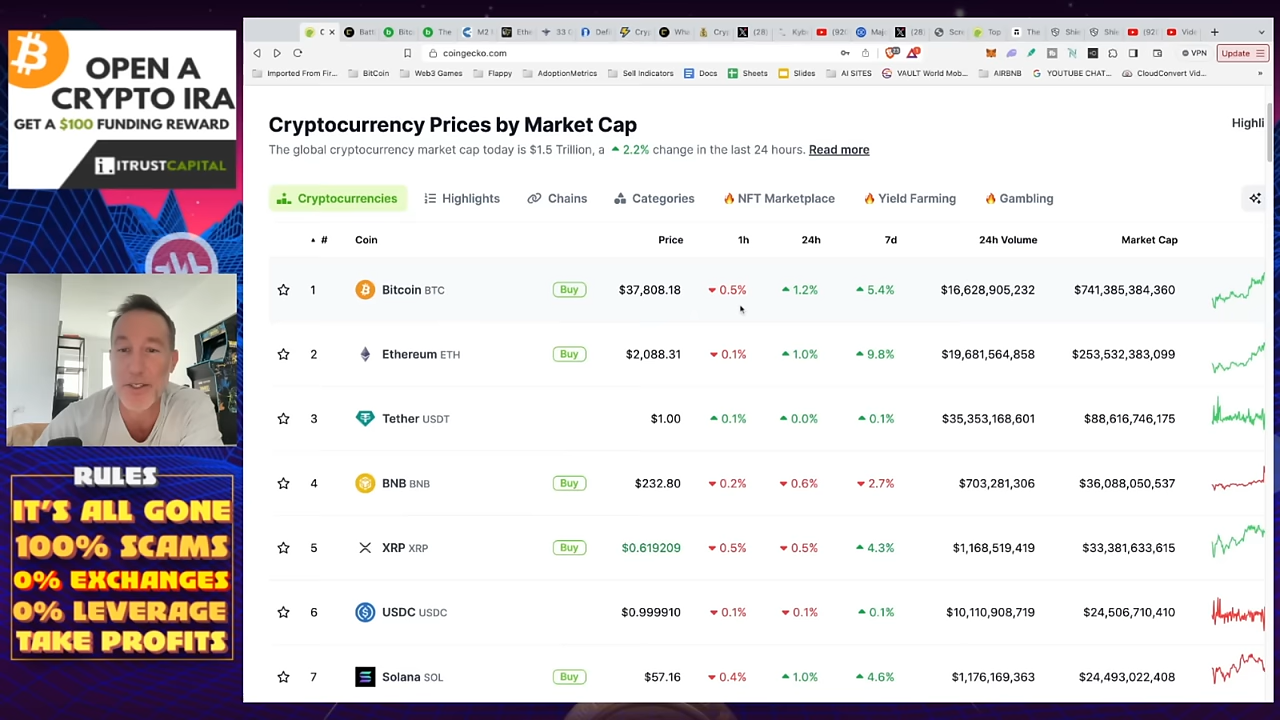 OPEN A
CRYPTO IRA
GET A $100 FUNDING REWARD
ITRUSTCAPITAL
RULES
IT'S ALL GONE
100% SCAMS
0% EXCHANGES
0% LEVERAGE
TAKE PROFITS
coingecko.com
VPN
Update
Imported From Fir...
BitCoin
Web3 Games
Flappy
AdoptionMetrics
Sell Indicators
Docs
Sheets
Slides
AI SITES
VAULT World Mob...
AIRBNB
YOUTUBE CHAT...
CloudConvert Vid...
Cryptocurrency Prices by Market Cap
Highli
The global cryptocurrency market cap today is $1.5 Trillion, a 2.2% change in the last 24 hours. Read more
Cryptocurrencies Highlights Chains Categories NFT Marketplace Yield Farming Gambling
# Coin Price 1h 24h 7d 24h Volume Market Cap
1 Bitcoin BTC Buy $37,808.18 0.5% 1.2% 5.4% $16,628,905,232 $741,385,384,360
2 Ethereum ETH Buy $2,088.31 0.1% 1.0% 9.8% $19,681,564,858 $253,532,383,099
3 Tether USDT $1.00 0.1% 0.0% 0.1% $35,353,168,601 $88,616,746,175
4 BNB BNB Buy $232.80 0.2% 0.6% 2.7% $703,281,306 $36,088,050,537
5 XRP XRP Buy $0.619209 0.5% 0.5% 4.3% $1,168,519,419 $33,381,633,615
6 USDC USDC $0.999910 0.1% 0.1% 0.1% $10,110,908,719 $24,506,710,410
7 Solana SOL Buy $57.16 0.4% 1.0% 4.6% $1,176,169,363 $24,493,022,408